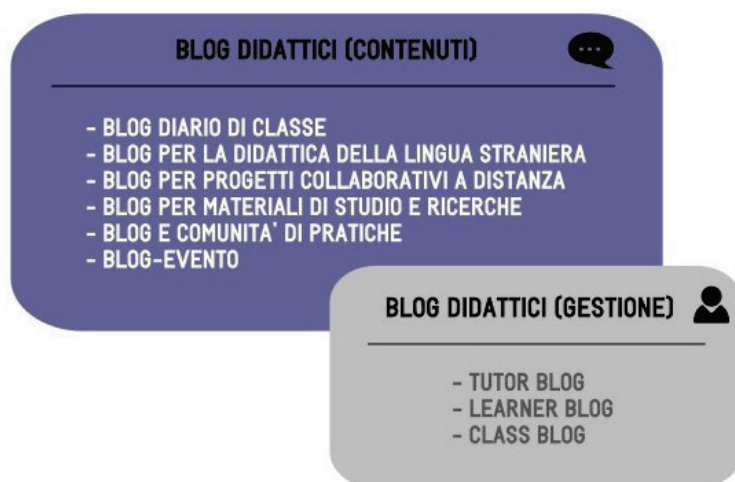 BLOG DIDATTICI (CONTENUTI)
- BLOG DIARIO DI CLASSE
- BLOG PER LA DIDATTICA DELLA LINGUA STRANIERA
- BLOG PER PROGETTI COLLABORATIVI A DISTANZA
- BLOG PER MATERIALI DI STUDIO E RICERCHE
- BLOG E COMUNITA' DI PRATICHE
- BLOG-EVENTO
BLOG DIDATTICI (GESTIONE)
- TUTOR BLOG
- LEARNER BLOG
- CLASS BLOG